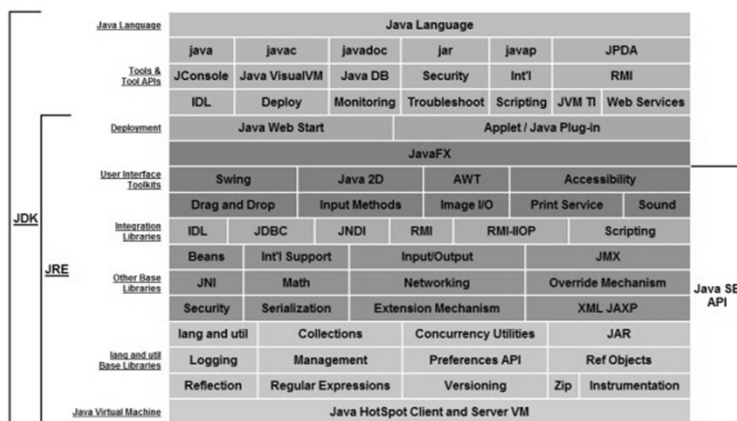 Java Language Java Language
java javac javadoc jar javap JPDA
Tools &
Tool APIs
JConsole Java VisualVM Java DB Security Int'l RMI
IDL Deploy Monitoring Troubleshoot Scripting JVM TI Web Services
Deployment Java Web Start Applet / Java Plug-in
JavaFX
User Interface
Toolkits
Swing Java 2D AWT Accessibility
Drag and Drop Input Methods Image I/O Print Service Sound
Integration
Libraries
IDL JDBC JNDI RMI RMI-IIOP Scripting
Beans Int'l Support Input/Output JMX
Other Base
Libraries
JNI Math Networking Override Mechanism
Security Serialization Extension Mechanism XML JAXP
lang and util Collections Concurrency Utilities JAR
lang and util
Base Libraries
Logging Management Preferences API Ref Objects
Reflection Regular Expressions Versioning Zip Instrumentation
Java Virtual Machine Java HotSpot Client and Server VM
JDK
JRE
Java SE
API